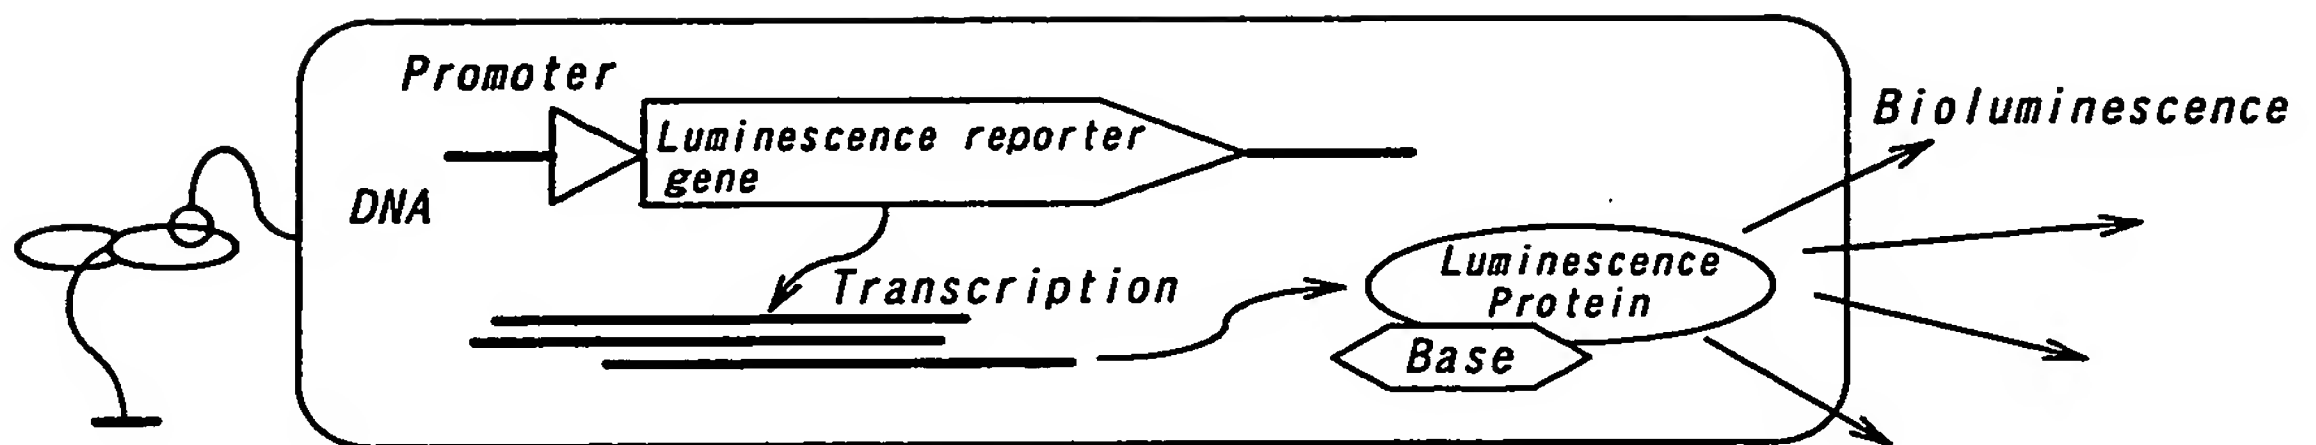 Promoter
Luminescence reporter
gene
Bioluminescence
DNA
Transcription
Luminescence
Protein
Base